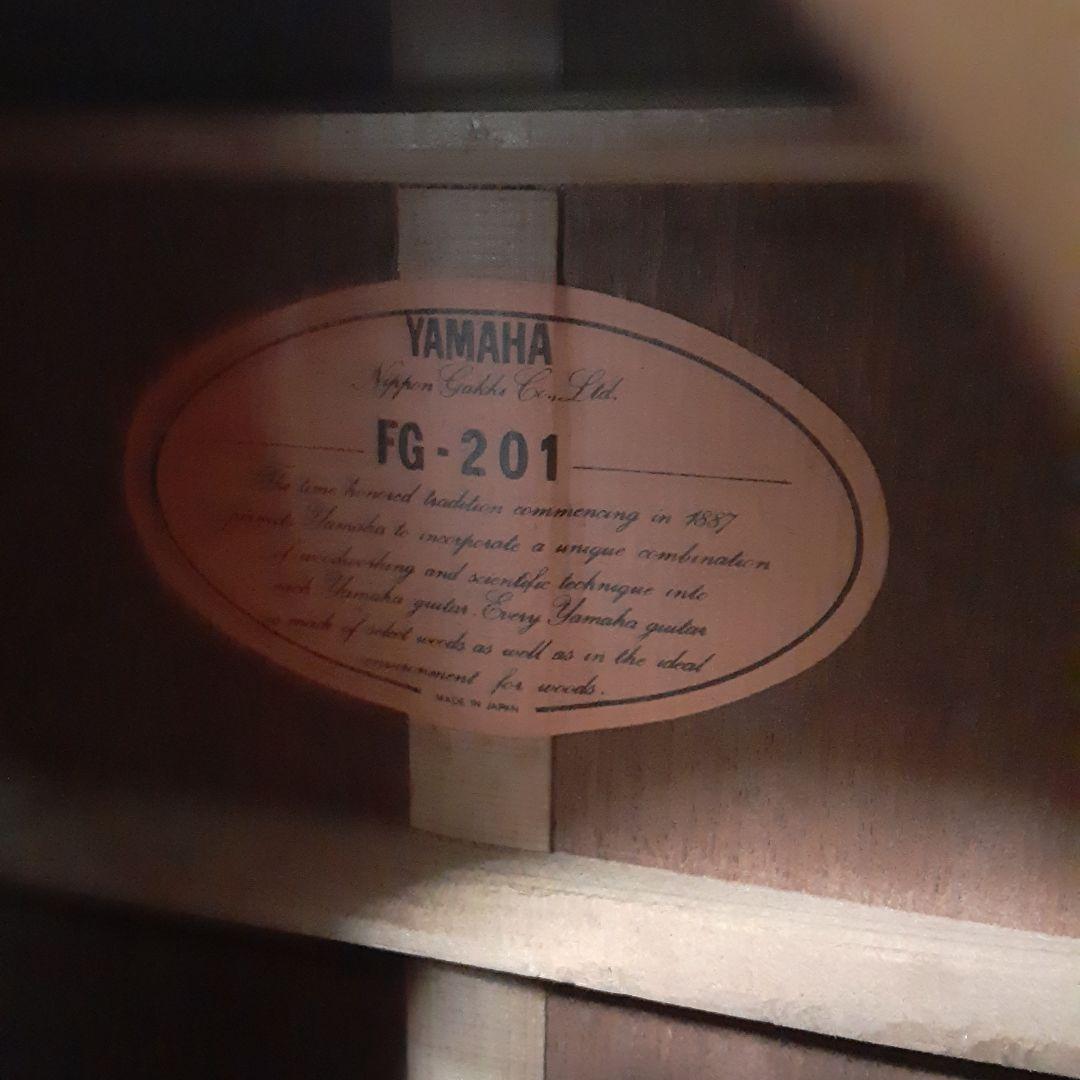 YAMAHA
Nippon Gakki Co., Ltd.
FG-201
The time honored tradition commencing in 1887
permits Yamaha to incorporate a unique combination
of woodworking and scientific technique into
each Yamaha guitar. Every Yamaha guitar
is made of select woods as well as in the ideal
environment for woods.
MADE IN JAPAN